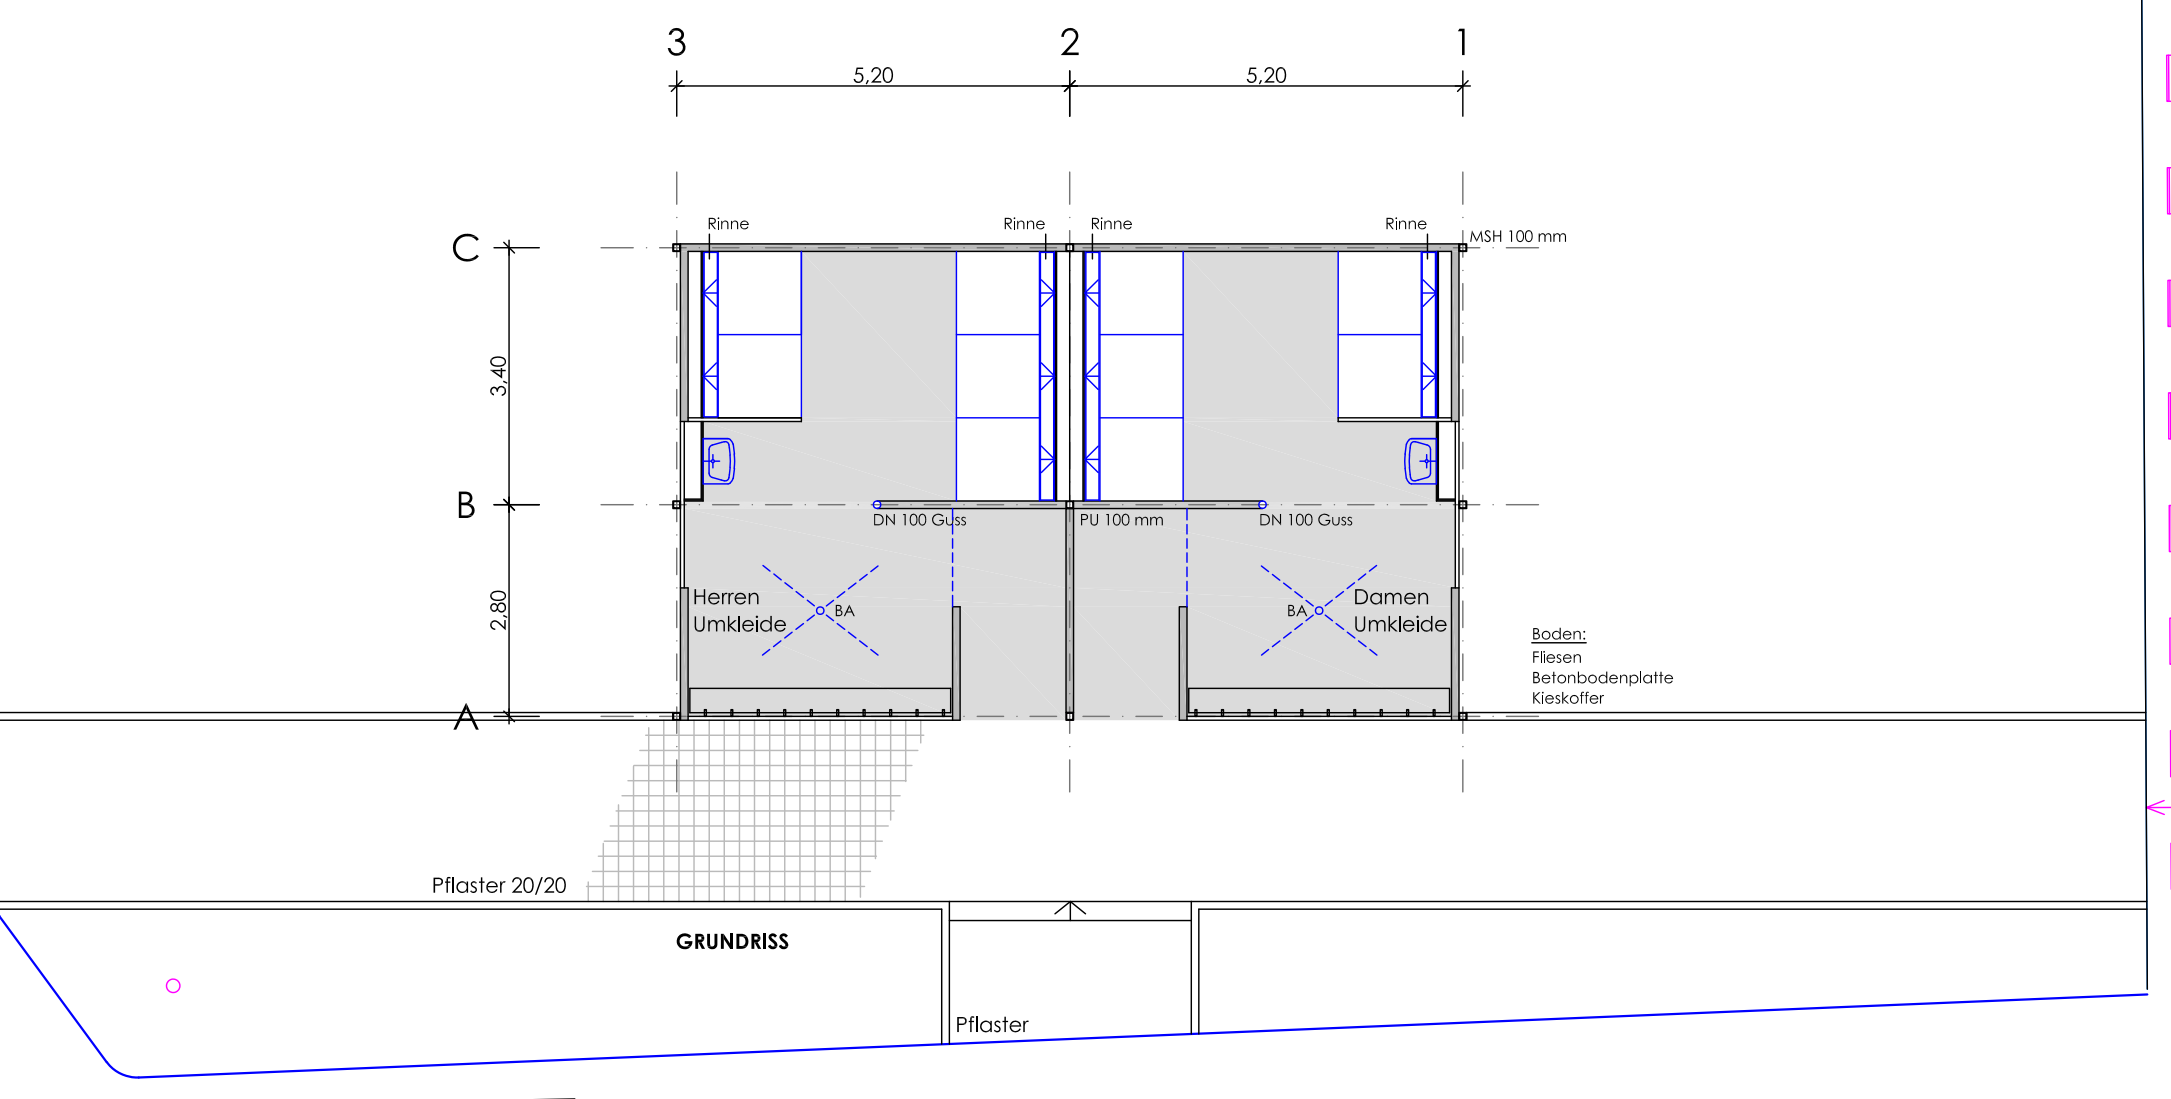 3 2 1
5,20 5,20
Rinne Rinne Rinne Rinne
MSH 100 mm
C
3,40
B
DN 100 Guss PU 100 mm DN 100 Guss
2,80
Herren
Umkleide
BA
BA
Damen
Umkleide
Boden:
Fliesen
Betonbodenplatte
Kieskoffer
A
Pflaster 20/20
GRUNDRISS
Pflaster